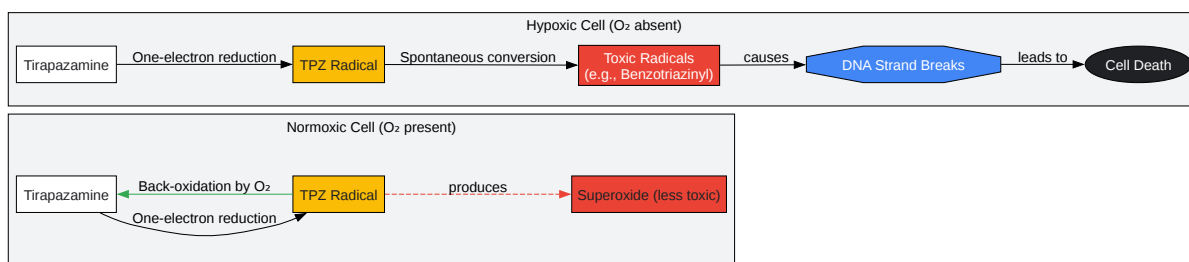 Hypoxic Cell (O₂ absent)
Tirapazamine
One-electron reduction
TPZ Radical
Spontaneous conversion
Toxic Radicals
(e.g., Benzotriazinyl)
causes
DNA Strand Breaks
leads to
Cell Death
Normoxic Cell (O₂ present)
Tirapazamine
Back-oxidation by O₂
One-electron reduction
TPZ Radical
produces
Superoxide (less toxic)